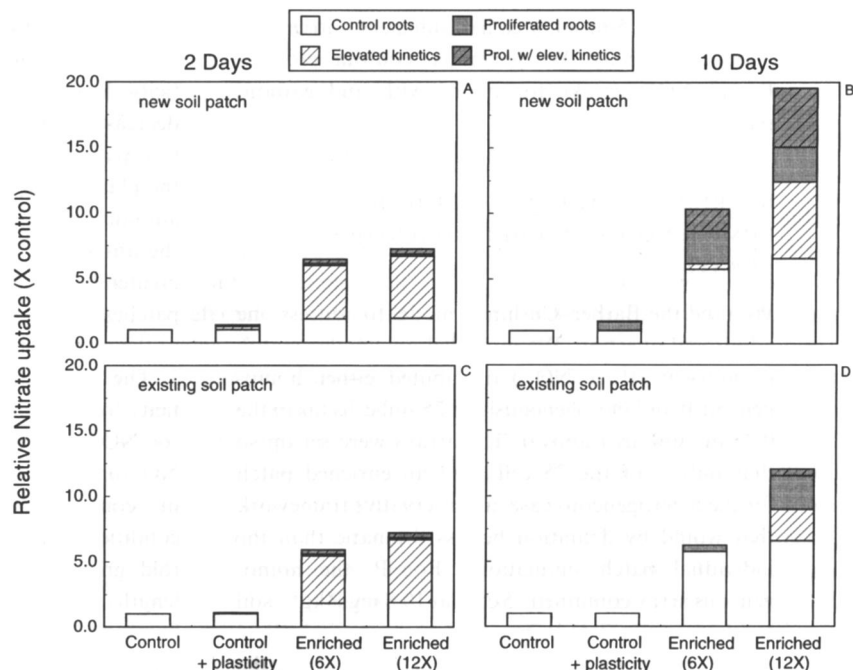 Control roots
Proliferated roots
Elevated kinetics
Prol. w/ elev. kinetics
2 Days
10 Days
Relative Nitrate uptake (X control)
20.0
15.0
10.0
5.0
0.0
new soil patch
A
new soil patch
B
20.0
15.0
10.0
5.0
0.0
existing soil patch
C
existing soil patch
D
Control
Control + plasticity
Enriched (6X)
Enriched (12X)
Control
Control + plasticity
Enriched (6X)
Enriched (12X)